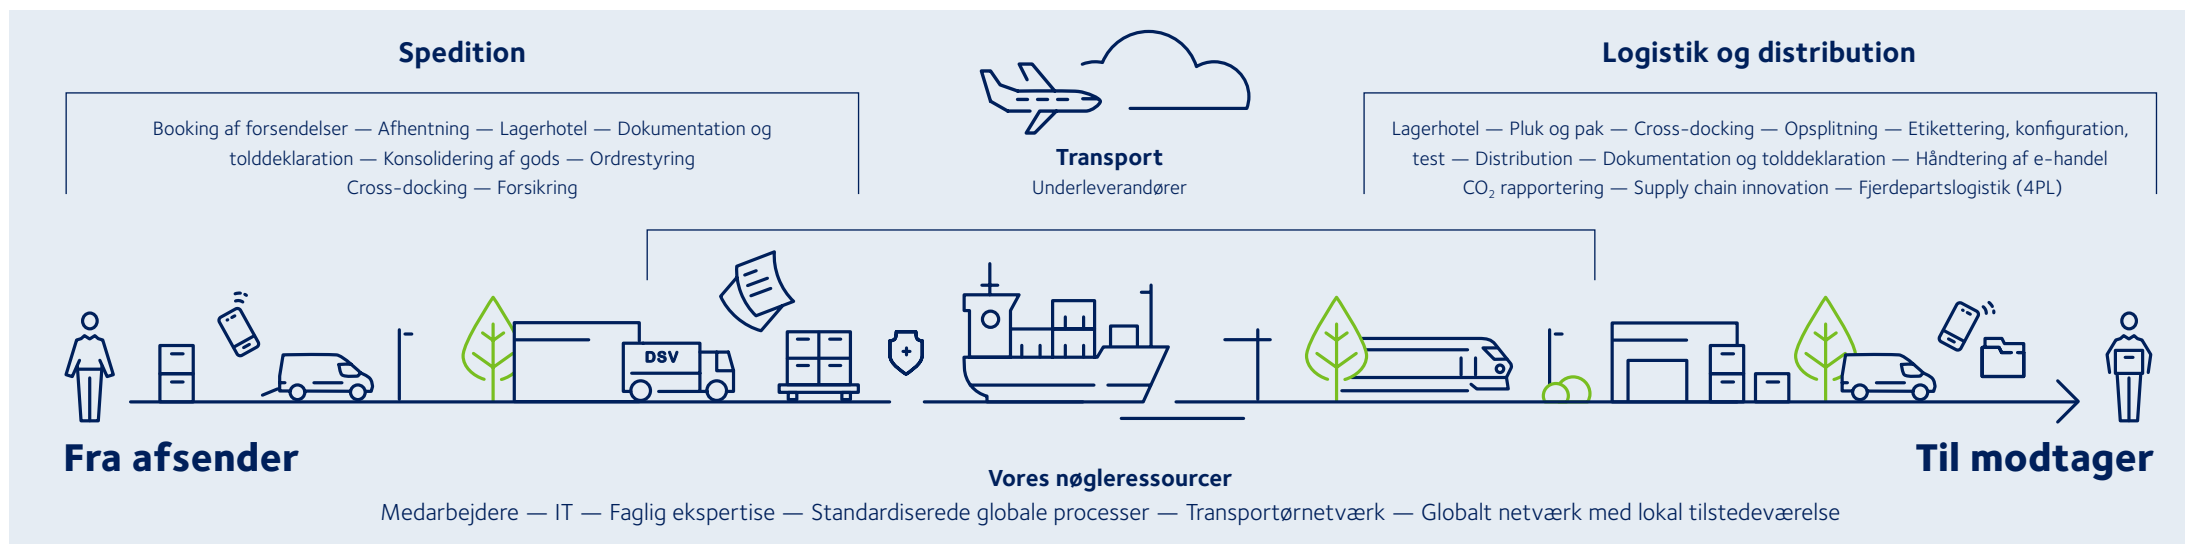 Spedition
Booking af forsendelser — Afhentning — Lagerhotel — Dokumentation og
tolddeklaration — Konsolidering af gods — Ordrestyring
Cross-docking — Forsikring
Transport
Underleverandører
Logistik og distribution
Lagerhotel — Pluk og pak — Cross-docking — Opsplitning — Etikettering, konfiguration,
test — Distribution — Dokumentation og tolddeklaration — Håndtering af e-handel
CO₂ rapportering — Supply chain innovation — Fjerdepartslogistik (4PL)
DSV
Fra afsender
Til modtager
Vores nøgleressourcer
Medarbejdere — IT — Faglig ekspertise — Standardiserede globale processer — Transportørnetværk — Globalt netværk med lokal tilstedeværelse